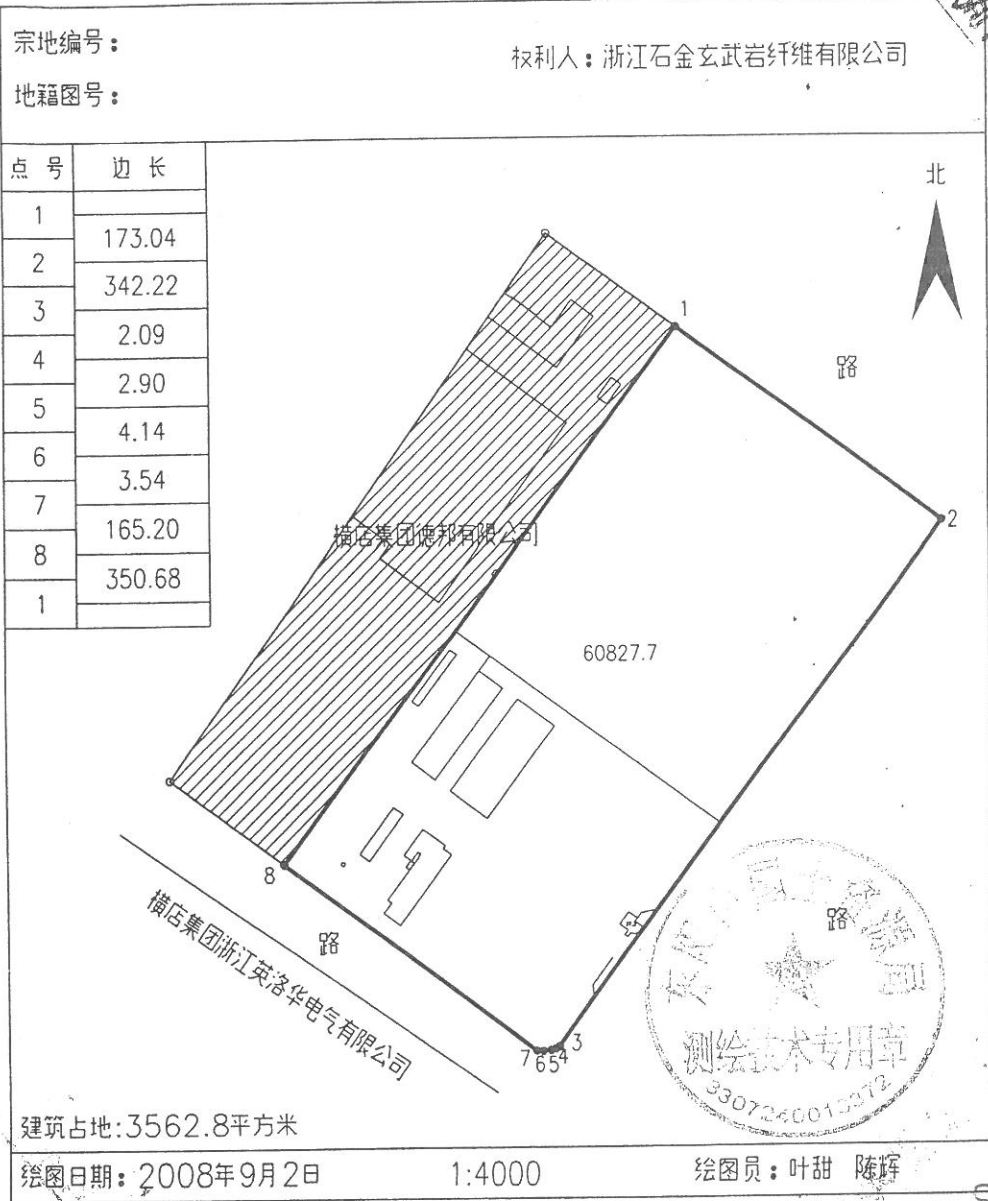 宗地编号：
权利人：浙江石金玄武岩纤维有限公司
地籍图号：
点 号 边 长
1
173.04
2
342.22
3
2.09
4
2.90
5
4.14
6
3.54
7
165.20
8
350.68
1
北
1
路
2
横店集团德邦有限公司
60827.7
8
路
路
横店集团浙江英洛华电气有限公司
7 6 5 4 3
测绘技术专用章
建筑占地:3562.8平方米
绘图日期：2008年9月2日 1:4000 绘图员：叶甜 陈辉